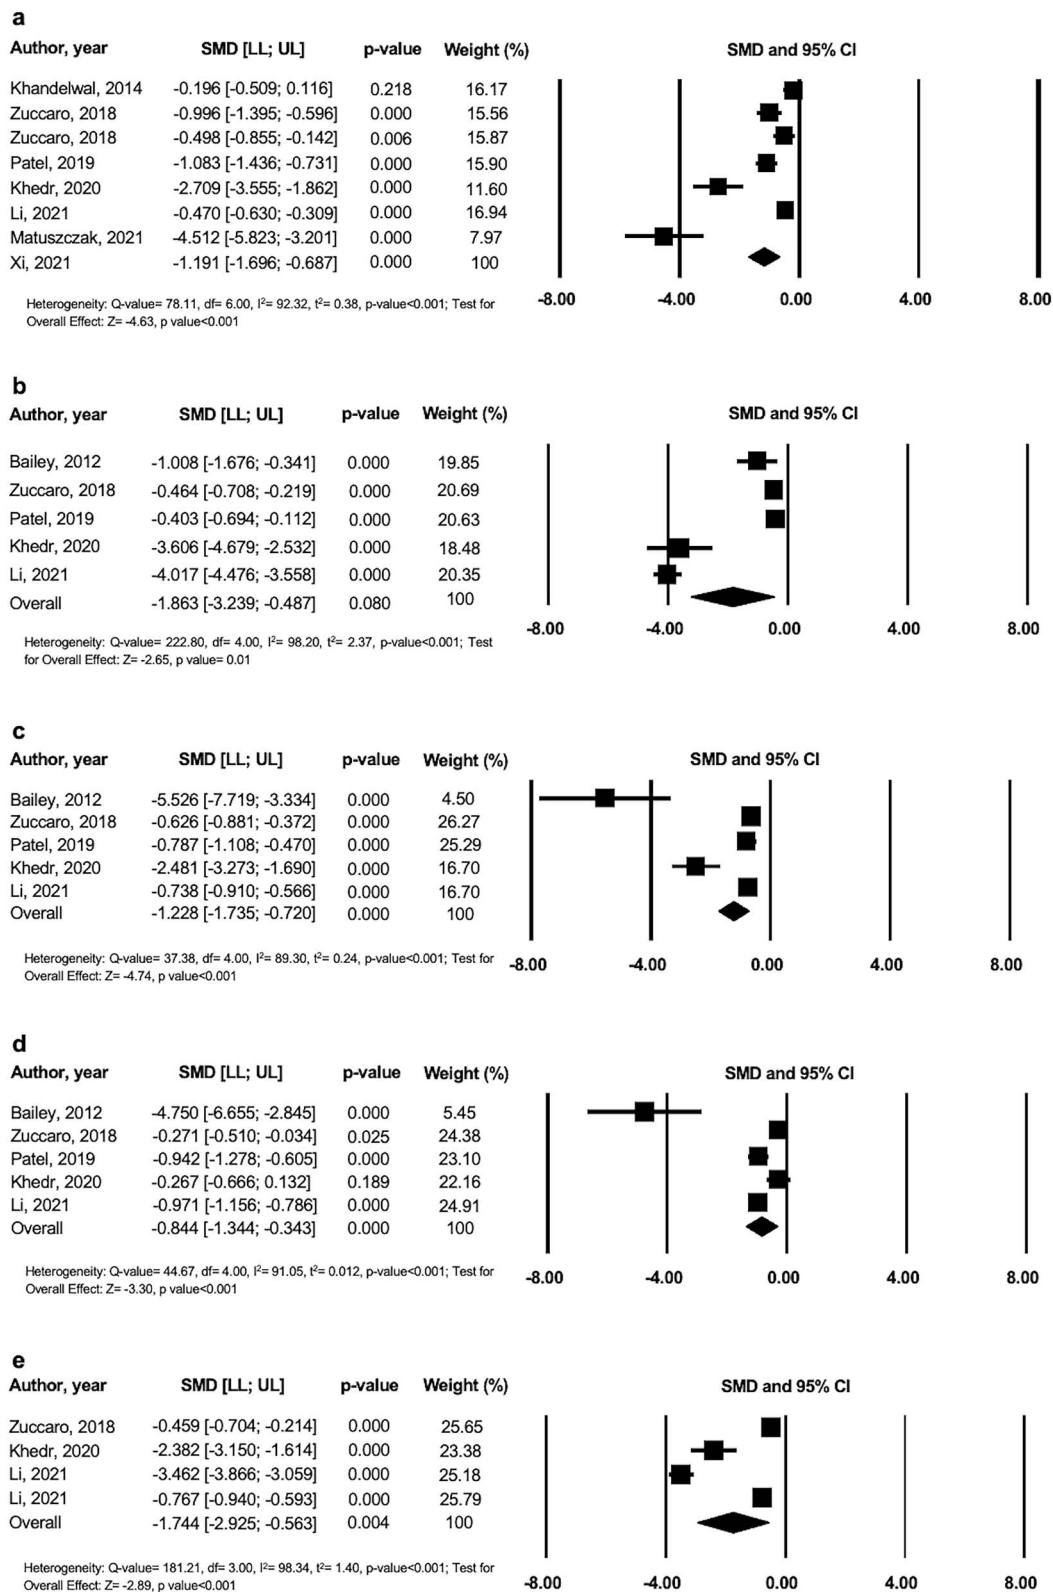 a
Author, year SMD [LL; UL] p-value Weight (%) SMD and 95% CI
Khandelwal, 2014 -0.196 [-0.509; 0.116] 0.218 16.17
Zuccaro, 2018 -0.996 [-1.395; -0.596] 0.000 15.56
Zuccaro, 2018 -0.498 [-0.855; -0.142] 0.006 15.87
Patel, 2019 -1.083 [-1.436; -0.731] 0.000 15.90
Khedr, 2020 -2.709 [-3.555; -1.862] 0.000 11.60
Li, 2021 -0.470 [-0.630; -0.309] 0.000 16.94
Matuszczak, 2021 -4.512 [-5.823; -3.201] 0.000 7.97
Xi, 2021 -1.191 [-1.696; -0.687] 0.000 100
-8.00 -4.00 0.00 4.00 8.00
Heterogeneity: Q-value= 78.11, df= 6.00, I²= 92.32, t²= 0.38, p-value<0.001; Test for
Overall Effect: Z= -4.63, p value<0.001
b
Author, year SMD [LL; UL] p-value Weight (%) SMD and 95% CI
Bailey, 2012 -1.008 [-1.676; -0.341] 0.000 19.85
Zuccaro, 2018 -0.464 [-0.708; -0.219] 0.000 20.69
Patel, 2019 -0.403 [-0.694; -0.112] 0.000 20.63
Khedr, 2020 -3.606 [-4.679; -2.532] 0.000 18.48
Li, 2021 -4.017 [-4.476; -3.558] 0.000 20.35
Overall -1.863 [-3.239; -0.487] 0.080 100
-8.00 -4.00 0.00 4.00 8.00
Heterogeneity: Q-value= 222.80, df= 4.00, I²= 98.20, t²= 2.37, p-value<0.001; Test
for Overall Effect: Z= -2.65, p value= 0.01
c
Author, year SMD [LL; UL] p-value Weight (%) SMD and 95% CI
Bailey, 2012 -5.526 [-7.719; -3.334] 0.000 4.50
Zuccaro, 2018 -0.626 [-0.881; -0.372] 0.000 26.27
Patel, 2019 -0.787 [-1.108; -0.470] 0.000 25.29
Khedr, 2020 -2.481 [-3.273; -1.690] 0.000 16.70
Li, 2021 -0.738 [-0.910; -0.566] 0.000 16.70
Overall -1.228 [-1.735; -0.720] 0.000 100
-8.00 -4.00 0.00 4.00 8.00
Heterogeneity: Q-value= 37.38, df= 4.00, I²= 89.30, t²= 0.24, p-value<0.001; Test for
Overall Effect: Z= -4.74, p value<0.001
d
Author, year SMD [LL; UL] p-value Weight (%) SMD and 95% CI
Bailey, 2012 -4.750 [-6.655; -2.845] 0.000 5.45
Zuccaro, 2018 -0.271 [-0.510; -0.034] 0.025 24.38
Patel, 2019 -0.942 [-1.278; -0.605] 0.000 23.10
Khedr, 2020 -0.267 [-0.666; 0.132] 0.189 22.16
Li, 2021 -0.971 [-1.156; -0.786] 0.000 24.91
Overall -0.844 [-1.344; -0.343] 0.000 100
-8.00 -4.00 0.00 4.00 8.00
Heterogeneity: Q-value= 44.67, df= 4.00, I²= 91.05, t²= 0.012, p-value<0.001; Test for
Overall Effect: Z= -3.30, p value<0.001
e
Author, year SMD [LL; UL] p-value Weight (%) SMD and 95% CI
Zuccaro, 2018 -0.459 [-0.704; -0.214] 0.000 25.65
Khedr, 2020 -2.382 [-3.150; -1.614] 0.000 23.38
Li, 2021 -3.462 [-3.866; -3.059] 0.000 25.18
Li, 2021 -0.767 [-0.940; -0.593] 0.000 25.79
Overall -1.744 [-2.925; -0.563] 0.004 100
Heterogeneity: Q-value= 181.21, df= 3.00, I²= 98.34, t²= 1.40, p-value<0.001; Test for
Overall Effect: Z= -2.89, p value<0.001
-8.00 -4.00 0.00 4.00 8.00